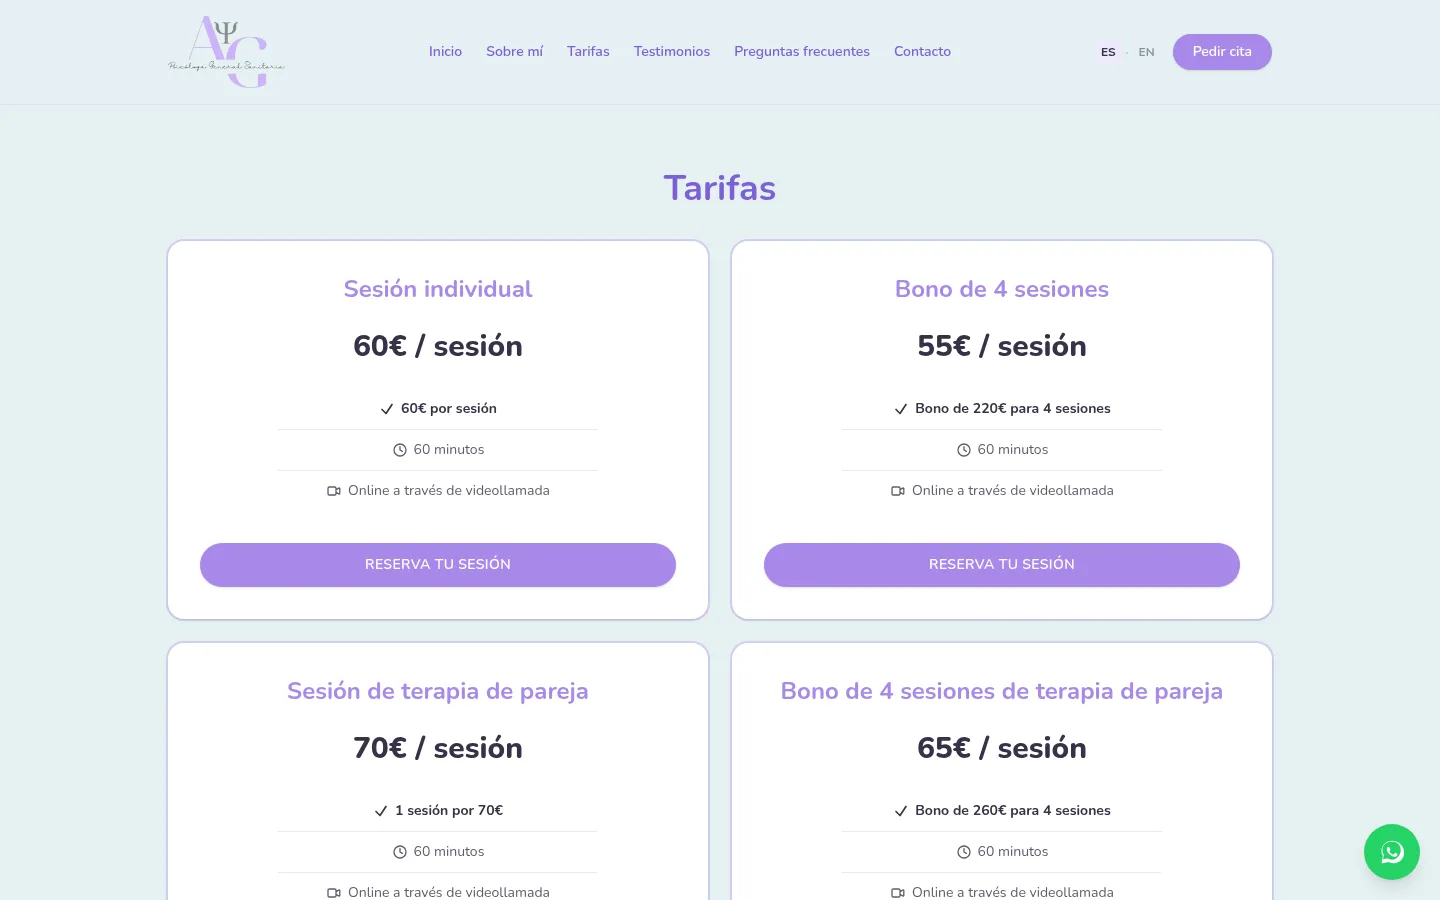 AΨG
Psicóloga General Sanitaria
Inicio
Sobre mí
Tarifas
Testimonios
Preguntas frecuentes
Contacto
ES · EN
Pedir cita
Tarifas
Sesión individual
60€ / sesión
60€ por sesión
60 minutos
Online a través de videollamada
RESERVA TU SESIÓN
Bono de 4 sesiones
55€ / sesión
Bono de 220€ para 4 sesiones
60 minutos
Online a través de videollamada
RESERVA TU SESIÓN
Sesión de terapia de pareja
70€ / sesión
1 sesión por 70€
60 minutos
Online a través de videollamada
Bono de 4 sesiones de terapia de pareja
65€ / sesión
Bono de 260€ para 4 sesiones
60 minutos
Online a través de videollamada